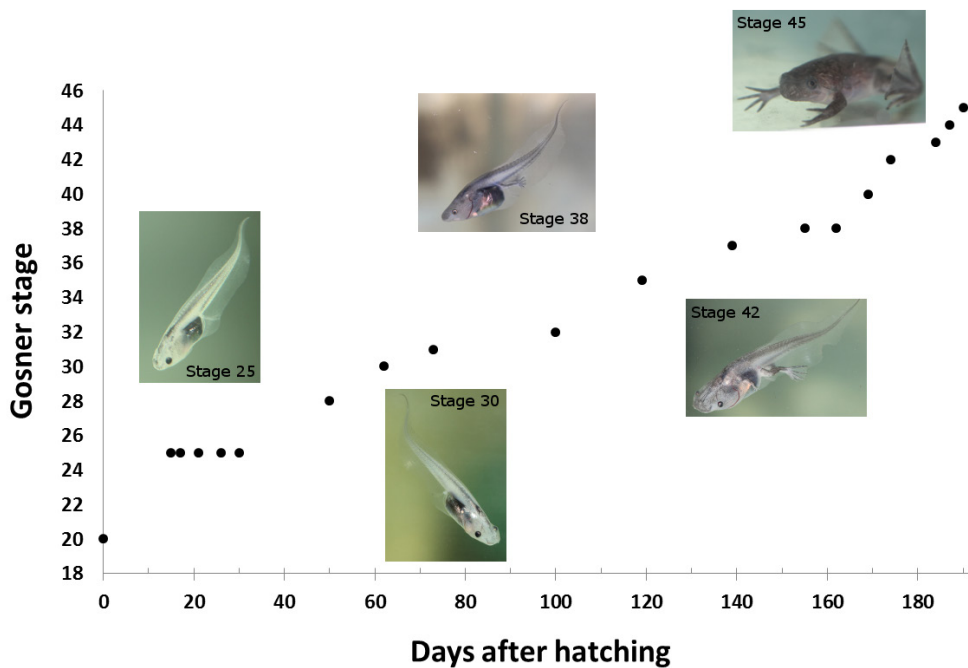 Gosner stage
46
44
42
40
38
36
34
32
30
28
26
24
22
20
18
Stage 45
Stage 38
Stage 25
Stage 42
Stage 30
0 20 40 60 80 100 120 140 160 180
Days after hatching